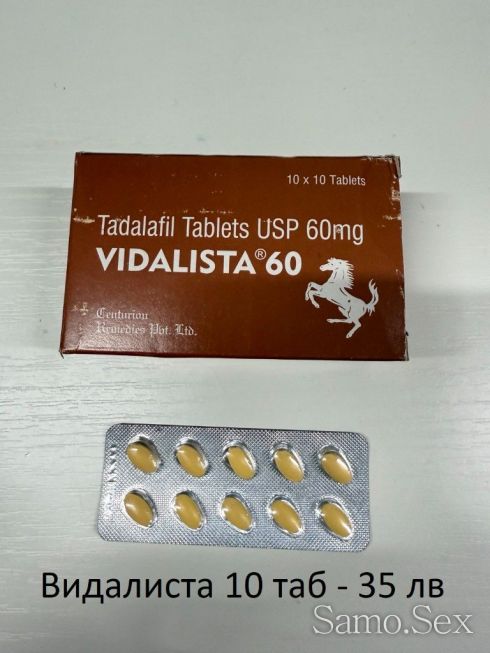 10 x 10 Tablets
Tadalafil Tablets USP 60mg
VIDALISTA® 60
Centurion
Remedies Pvt. Ltd.
Видалиста 10 таб - 35 лв
Samo.Sex